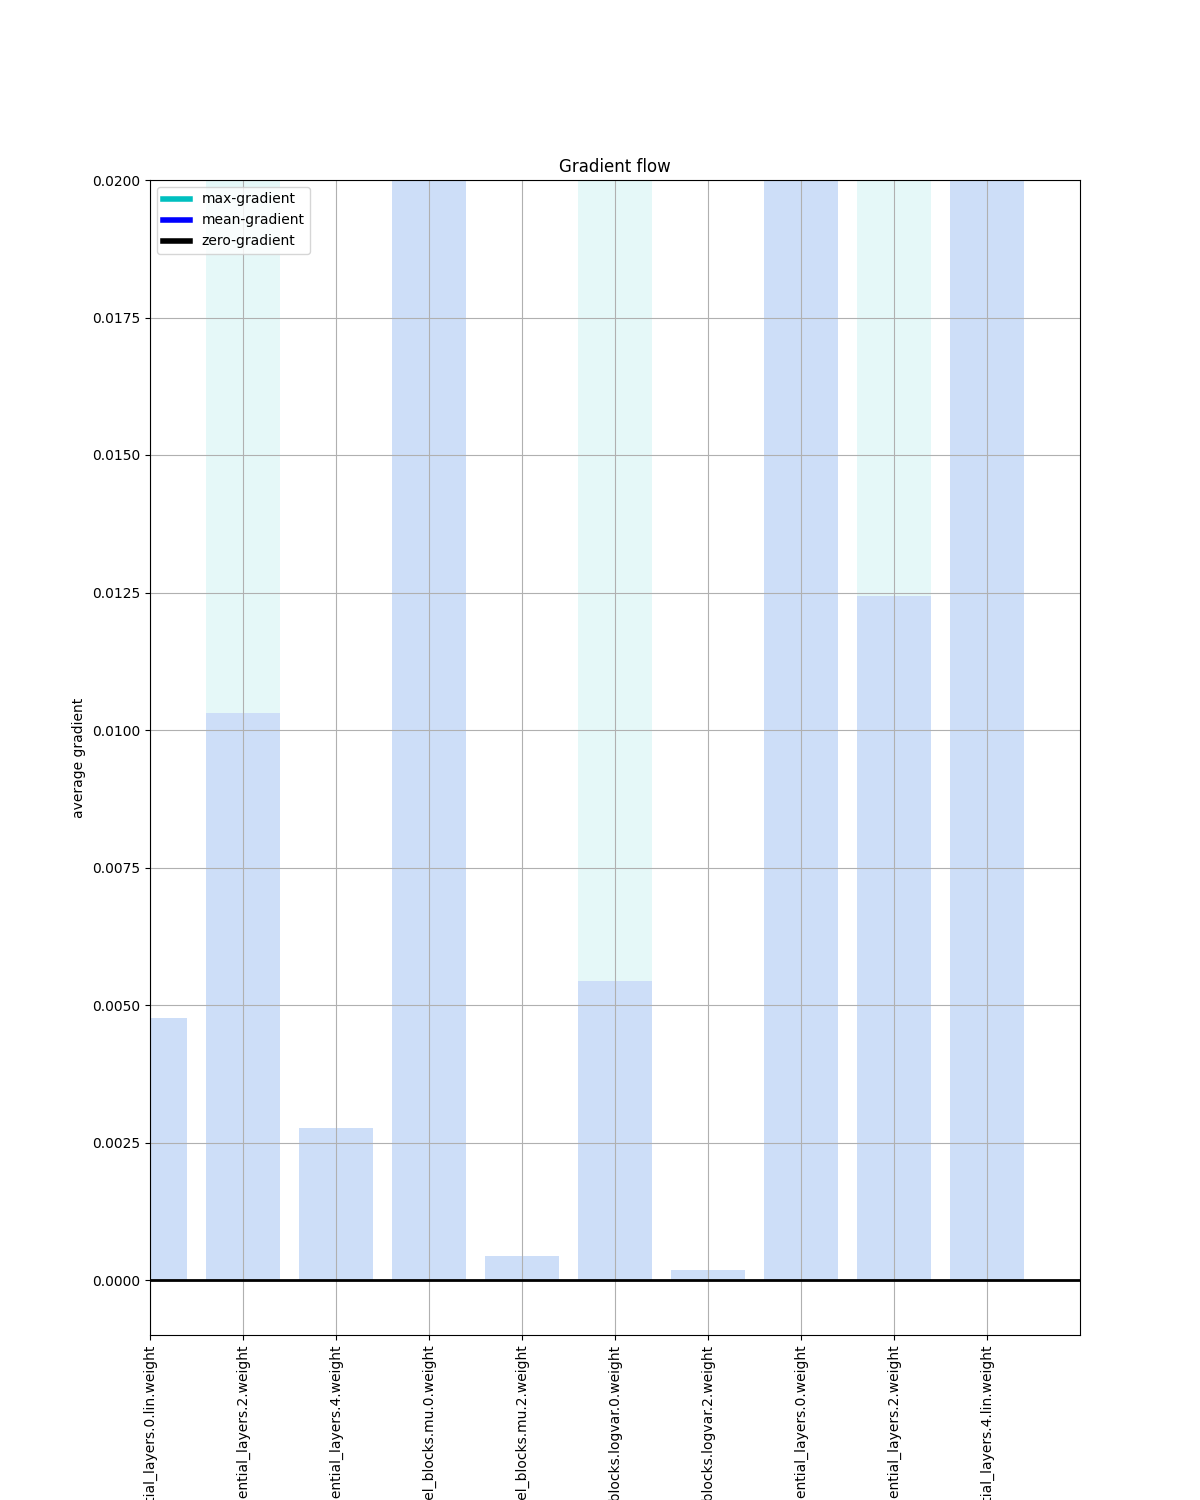 Gradient flow
max-gradient
mean-gradient
zero-gradient
0.0200
0.0175
0.0150
0.0125
0.0100
0.0075
0.0050
0.0025
0.0000
average gradient
tial_layers.0.lin.weight
ential_layers.2.weight
ential_layers.4.weight
el_blocks.mu.0.weight
el_blocks.mu.2.weight
blocks.logvar.0.weight
blocks.logvar.2.weight
ential_layers.0.weight
ential_layers.2.weight
tial_layers.4.lin.weight